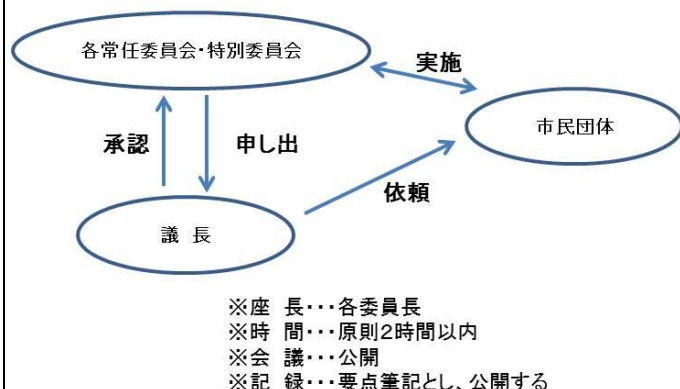 各常任委員会・特別委員会
実施
市民団体
承認
申し出
依頼
議 長
※座 長・・・各委員長
※時 間・・・原則2時間以内
※会 議・・・公開
※記 録・・・要点筆記とし、公開する